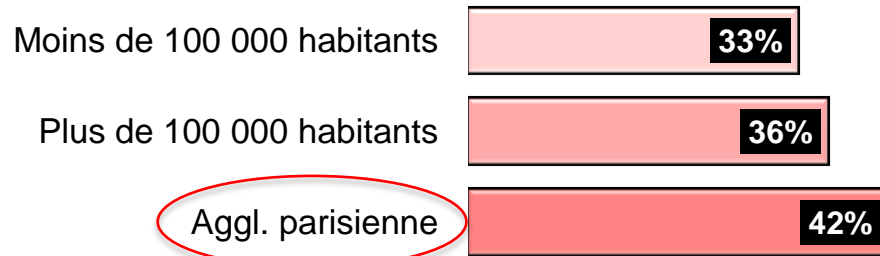 Moins de 100 000 habitants 33%
Plus de 100 000 habitants 36%
Aggl. parisienne 42%